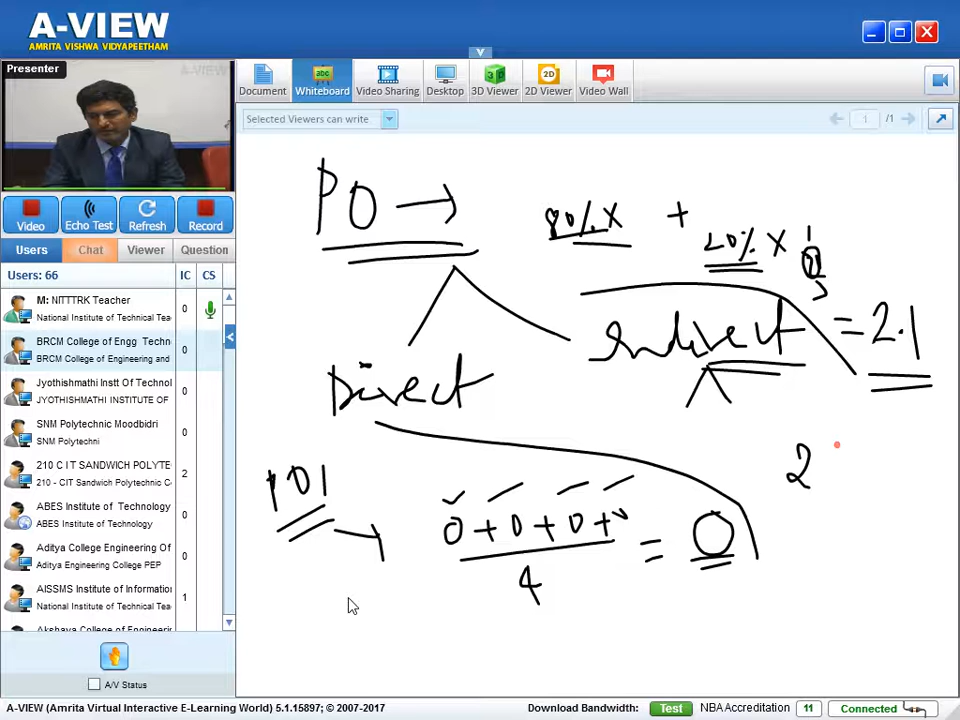 A-VIEW
AMRITA VISHWA VIDYAPEETHAM
Presenter
A-VIEW
Document
Whiteboard
Video Sharing
Desktop
3D Viewer
2D Viewer
Video Wall
Selected Viewers can write
1
/1
Video
Echo Test
Refresh
Record
Users
Chat
Viewer
Question
Users: 66
IC
CS
M: NITTTRK Teacher
National Institute of Technical Tea
0
BRCM College of Engg Techn
BRCM College of Engineering and
0
Jyothishmathi Instt Of Technol
JYOTHISHMATHI INSTITUTE OF
0
SNM Polytechnic Moodbidri
SNM Polytechni
0
210 C I T SANDWICH POLYTE
210 - CIT Sandwich Polytechnic C
2
ABES Institute of Technology
ABES Institute of Technology
0
Aditya College Engineering Of
Aditya Engineering College PEP
0
AISSMS Institute of Informatio
National Institute of Technical Tea
1
Akshaya College of Engineerin
A/V Status
PO → 80% X + 20% X
Direct
Indirect = 2.1
2
PO1 → 0 + 0 + 0 + 0 = 0
4
A-VIEW (Amrita Virtual Interactive E-Learning World) 5.1.15897; © 2007-2017
Download Bandwidth:
Test
NBA Accreditation
11
Connected